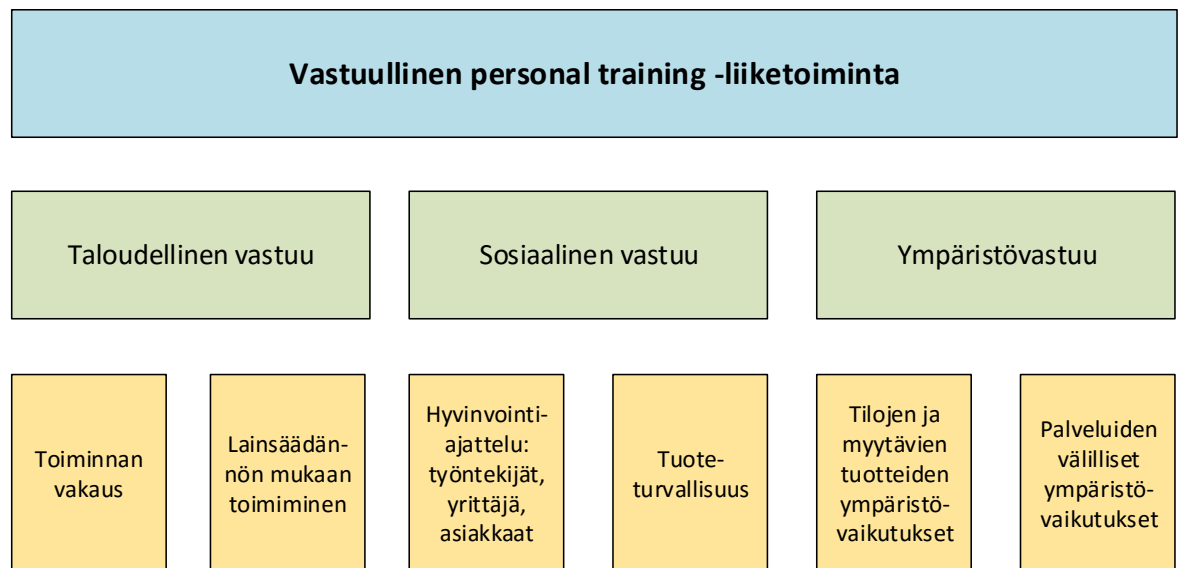 Vastuullinen personal training -liiketoiminta
Taloudellinen vastuu
Sosiaalinen vastuu
Ympäristövastuu
Toiminnan
vakaus
Lainsäädän-
nön mukaan
toimiminen
Hyvinvointi-
ajattelu:
työntekijät,
yrittäjä,
asiakkaat
Tuote-
turvallisuus
Tilojen ja
myytävien
tuotteiden
ympäristö-
vaikutukset
Palveluiden
välilliset
ympäristö-
vaikutukset